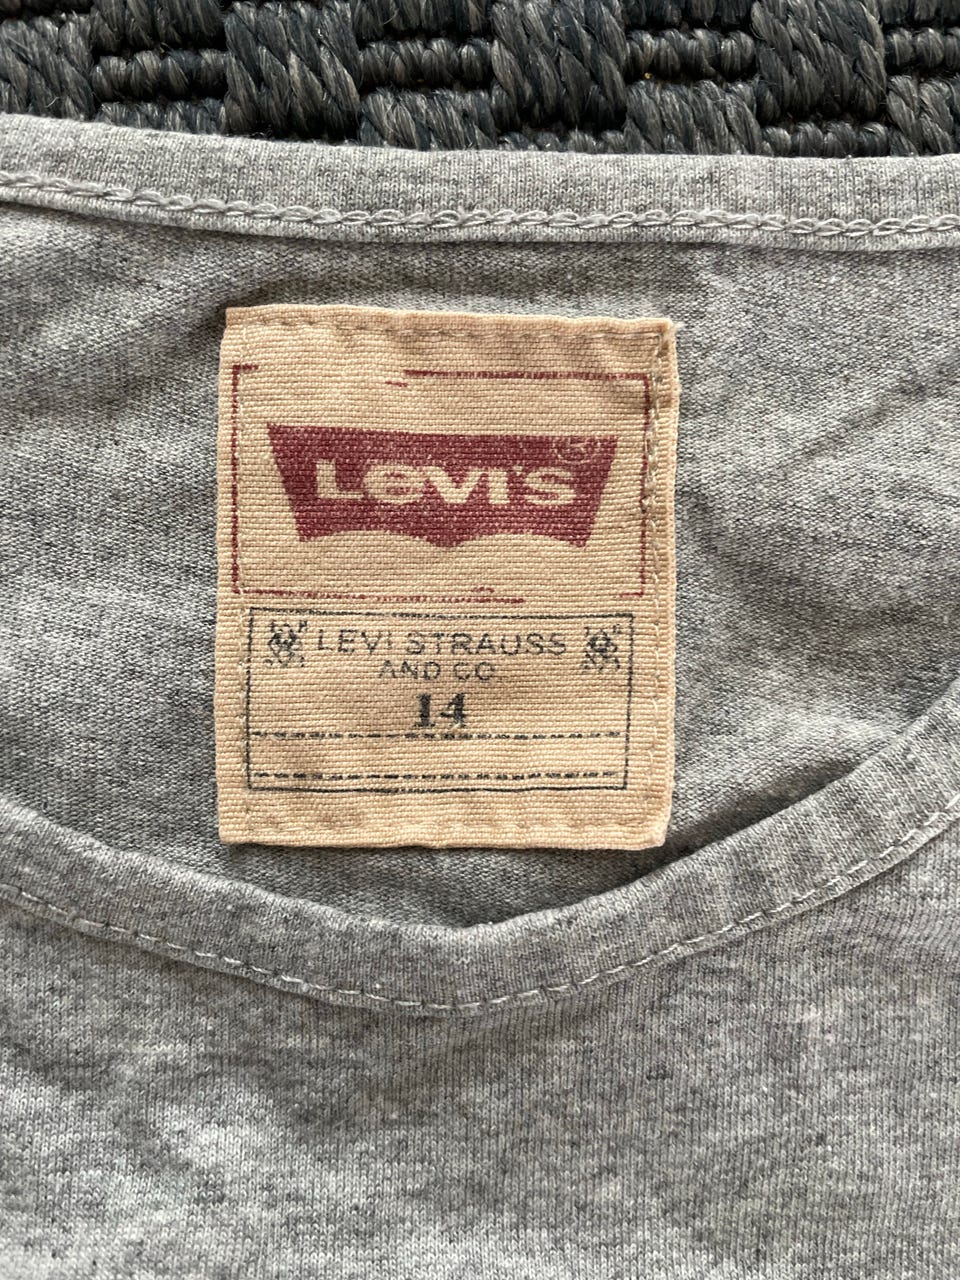 Levi's ®
LEVI STRAUSS
AND CO
14